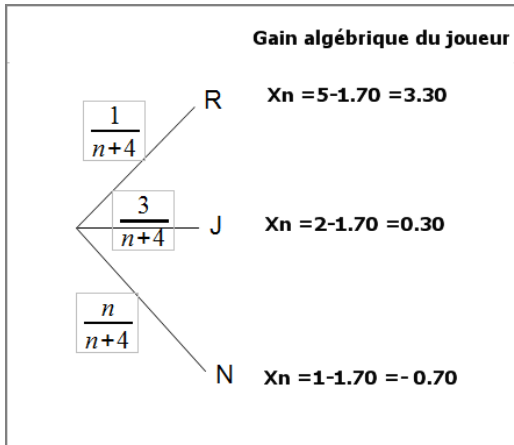 Gain algébrique du joueur
1/(n+4) R Xn =5-1.70 =3.30
3/(n+4) J Xn =2-1.70 =0.30
n/(n+4) N Xn =1-1.70 =- 0.70